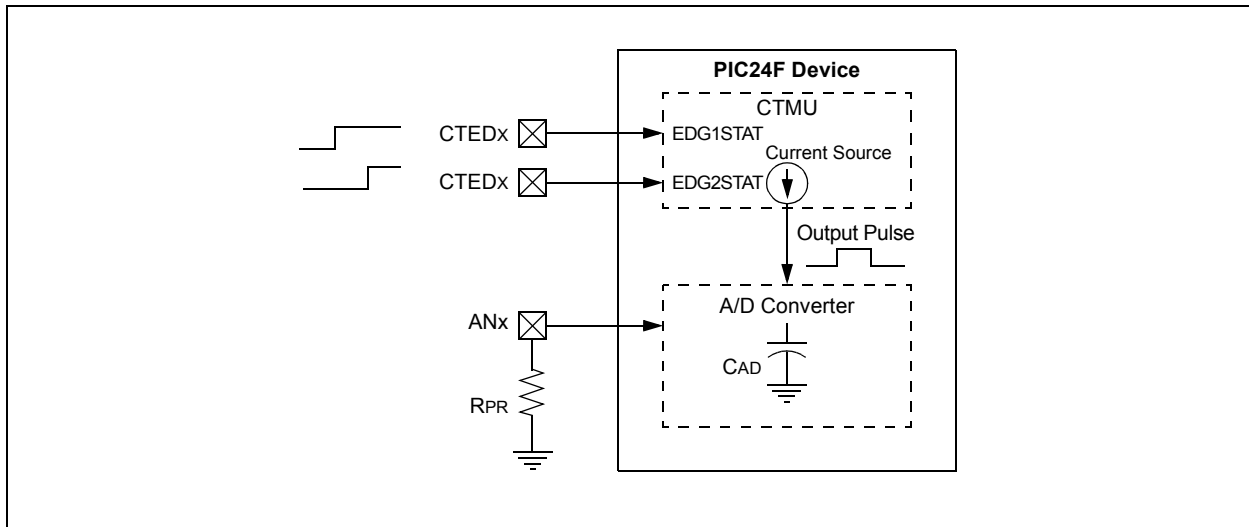 PIC24F Device
CTMU
CTEDX
EDG1STAT
Current Source
CTEDX
EDG2STAT
Output Pulse
A/D Converter
ANx
CAD
RPR